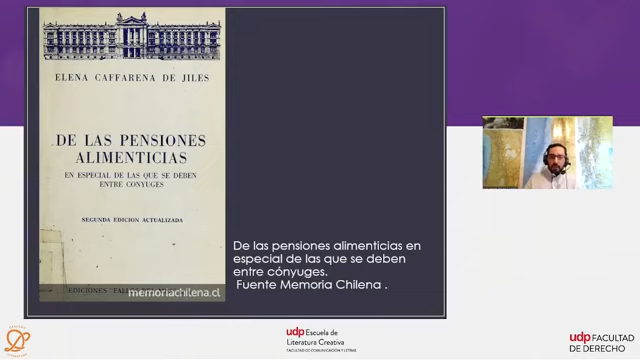 ELENA CAFFARENA DE JILES
DE LAS PENSIONES
ALIMENTICIAS
EN ESPECIAL DE LAS QUE SE DEBEN
ENTRE CONYUGES
SEGUNDA EDICION ACTUALIZADA
EDICIONES
memoriachilena.cl
De las pensiones alimenticias en
especial de las que se deben
entre cónyuges.
Fuente Memoria Chilena .
udp Escuela de
Literatura Creativa
FACULTAD DE COMUNICACIÓN Y LETRAS
udp FACULTAD
DE DERECHO